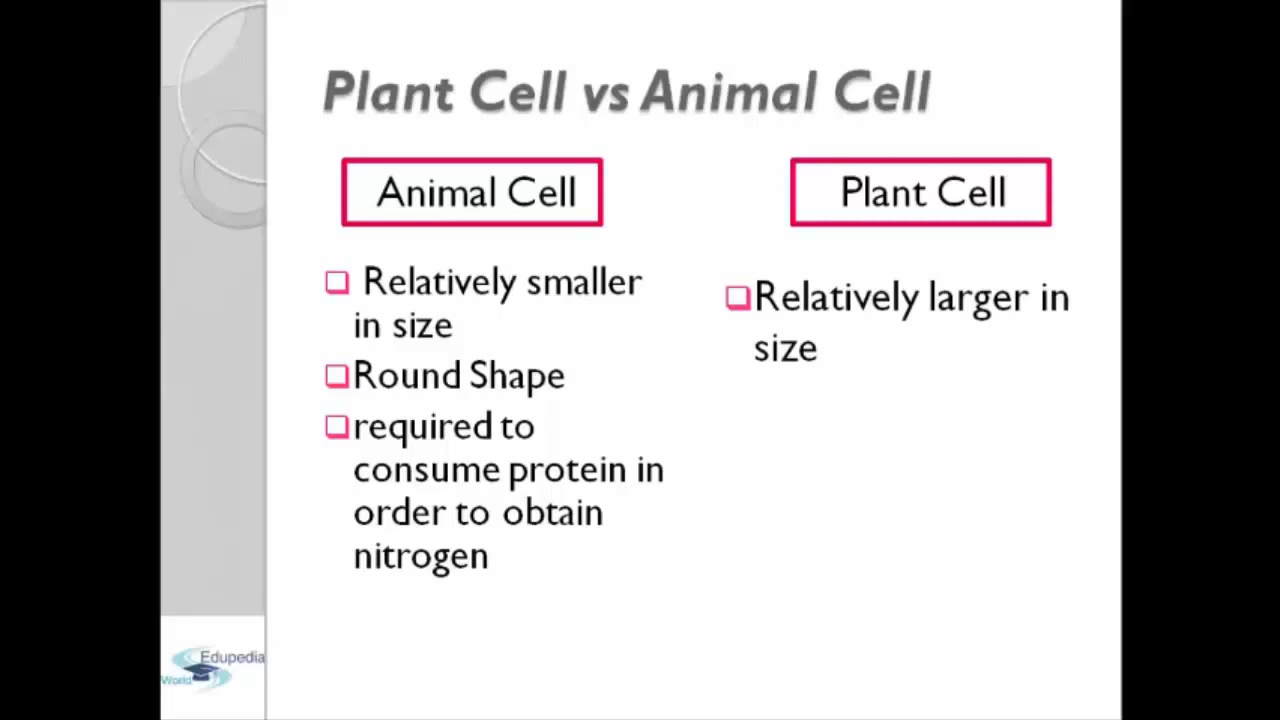 Plant Cell vs Animal Cell
Animal Cell
Relatively smaller
in size
Round Shape
required to
consume protein in
order to obtain
nitrogen
Plant Cell
Relatively larger in
size
Edupedia
World